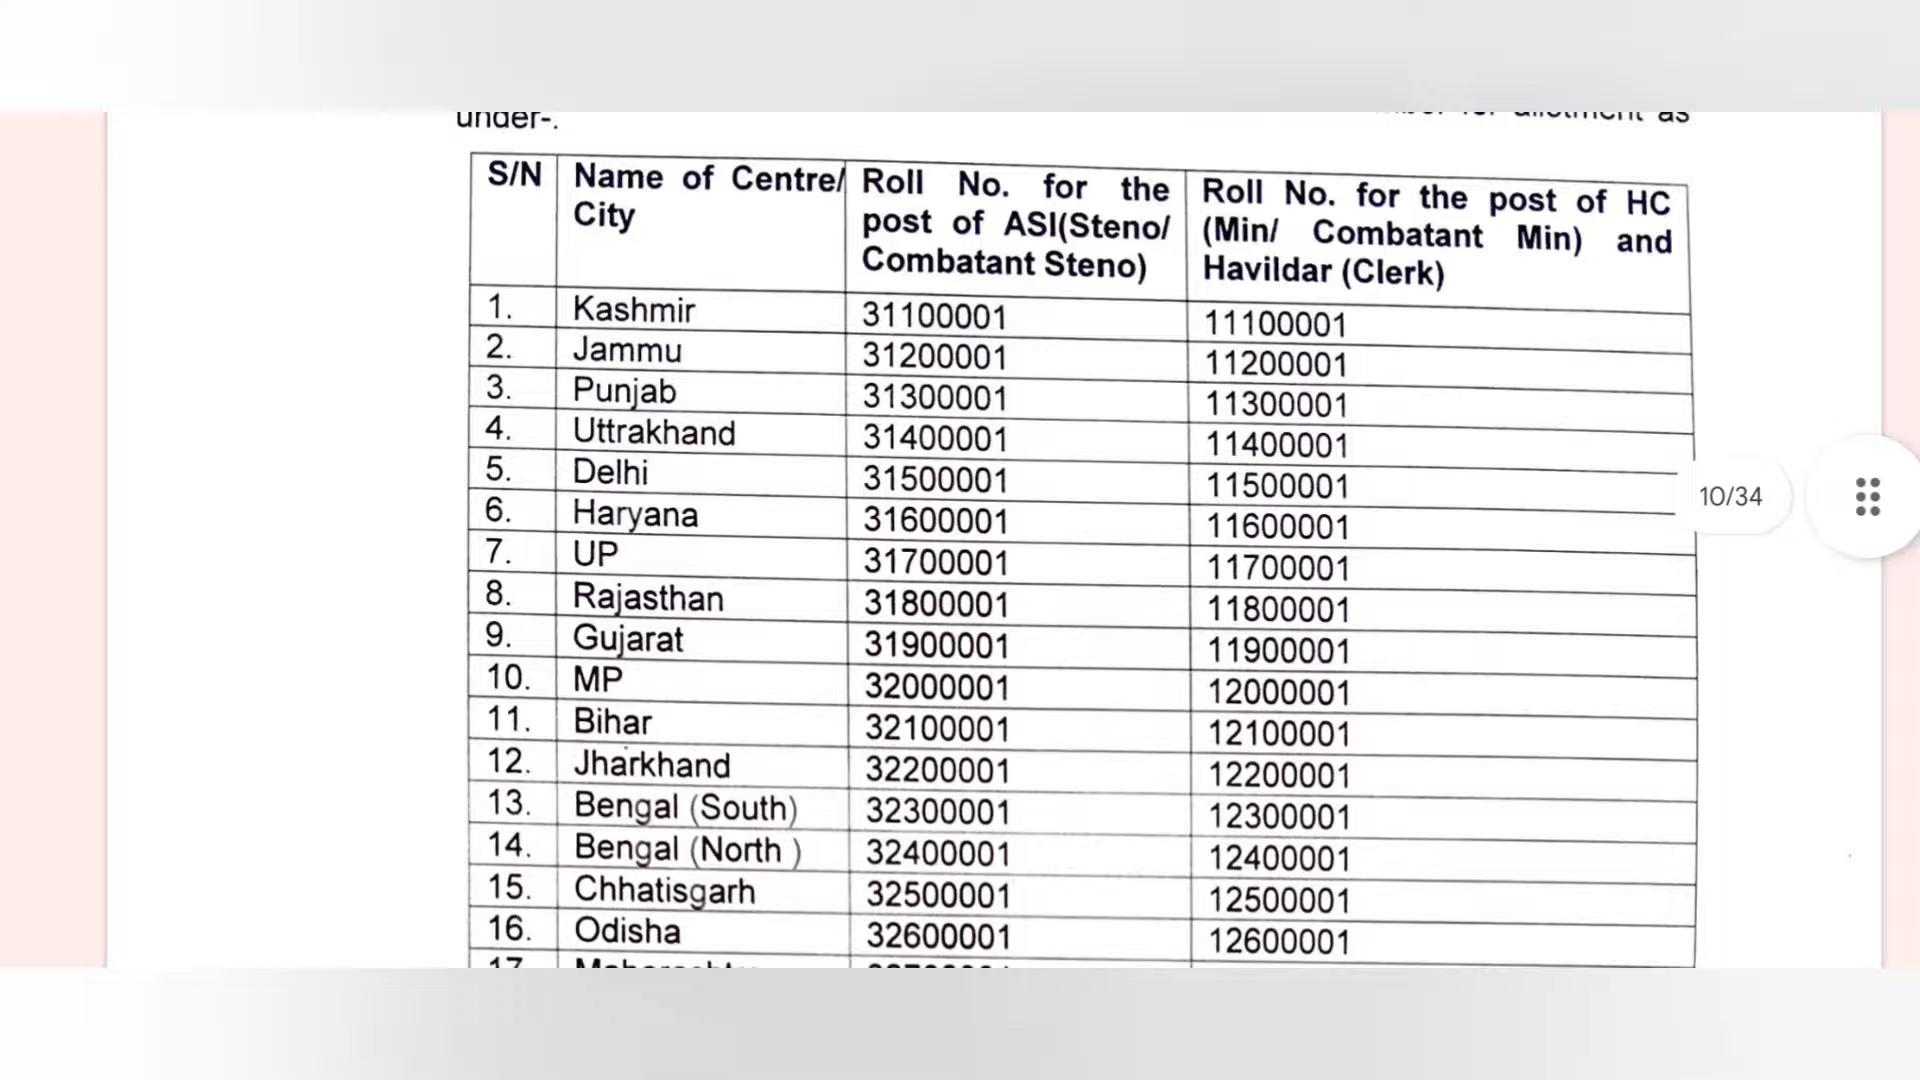 under-. allotment as
S/N Name of Centre/ City Roll No. for the post of ASI(Steno/ Combatant Steno) Roll No. for the post of HC (Min/ Combatant Min) and Havildar (Clerk)
1. Kashmir 31100001 11100001
2. Jammu 31200001 11200001
3. Punjab 31300001 11300001
4. Uttrakhand 31400001 11400001
5. Delhi 31500001 11500001
6. Haryana 31600001 11600001
7. UP 31700001 11700001
8. Rajasthan 31800001 11800001
9. Gujarat 31900001 11900001
10. MP 32000001 12000001
11. Bihar 32100001 12100001
12. Jharkhand 32200001 12200001
13. Bengal (South) 32300001 12300001
14. Bengal (North ) 32400001 12400001
15. Chhatisgarh 32500001 12500001
16. Odisha 32600001 12600001
10/34